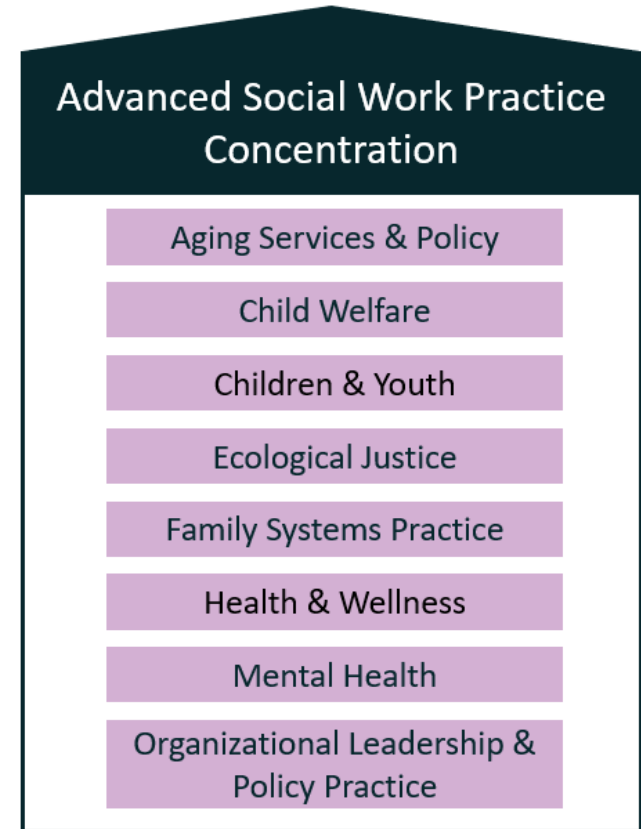 Advanced Social Work Practice
Concentration
Aging Services & Policy
Child Welfare
Children & Youth
Ecological Justice
Family Systems Practice
Health & Wellness
Mental Health
Organizational Leadership &
Policy Practice